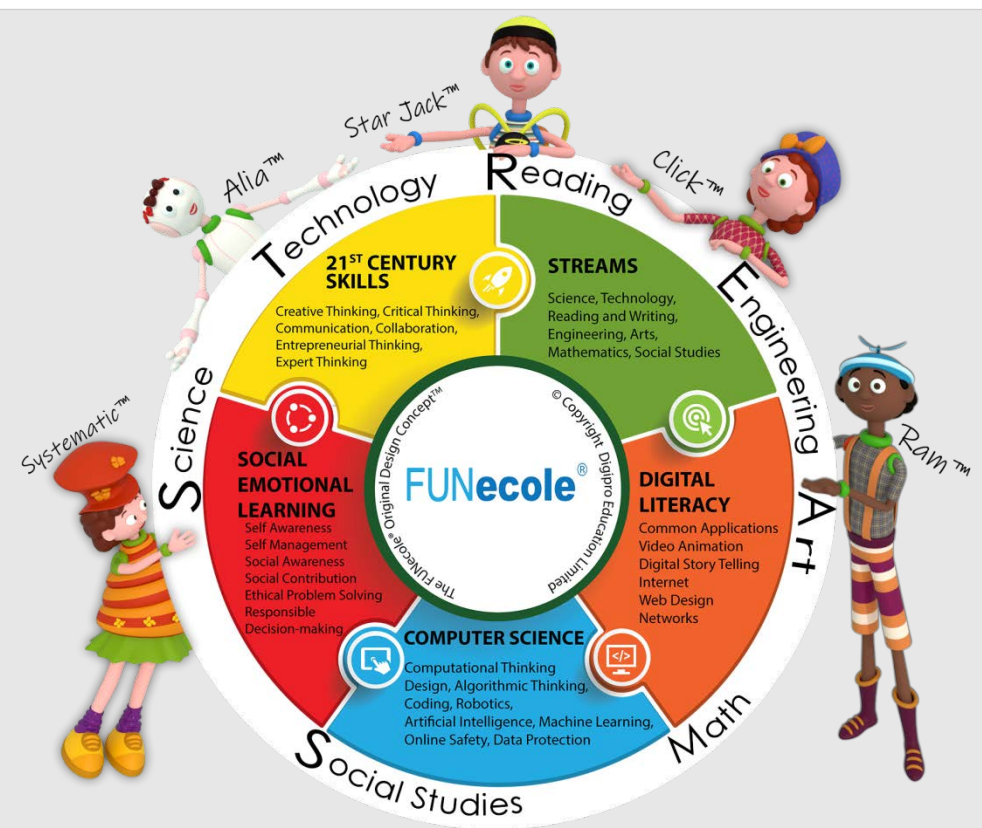 Star Jack™
Alia™
Click™
Systematic™
Ram™
Science
Technology
Reading
Engineering
Art
Math
Social Studies
21ST CENTURY
SKILLS
Creative Thinking, Critical Thinking,
Communication, Collaboration,
Entrepreneurial Thinking,
Expert Thinking
STREAMS
Science, Technology,
Reading and Writing,
Engineering, Arts,
Mathematics, Social Studies
SOCIAL
EMOTIONAL
LEARNING
Self Awareness
Self Management
Social Awareness
Social Contribution
Ethical Problem Solving
Responsible
Decision-making
DIGITAL
LITERACY
Common Applications
Video Animation
Digital Story Telling
Internet
Web Design
Networks
COMPUTER SCIENCE
Computational Thinking
Design, Algorithmic Thinking,
Coding, Robotics,
Artificial Intelligence, Machine Learning,
Online Safety, Data Protection
The FUNecole® Original Design Concept™
© Copyright Digipro Education Limited
FUNecole®
</>